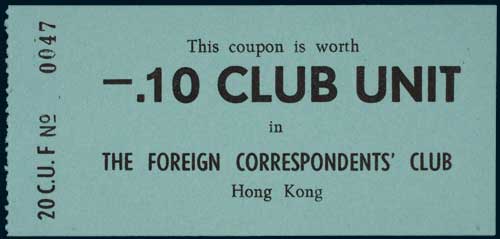 This coupon is worth
—.10 CLUB UNIT
in
THE FOREIGN CORRESPONDENTS' CLUB
Hong Kong
20 C.U. F Nº 0047